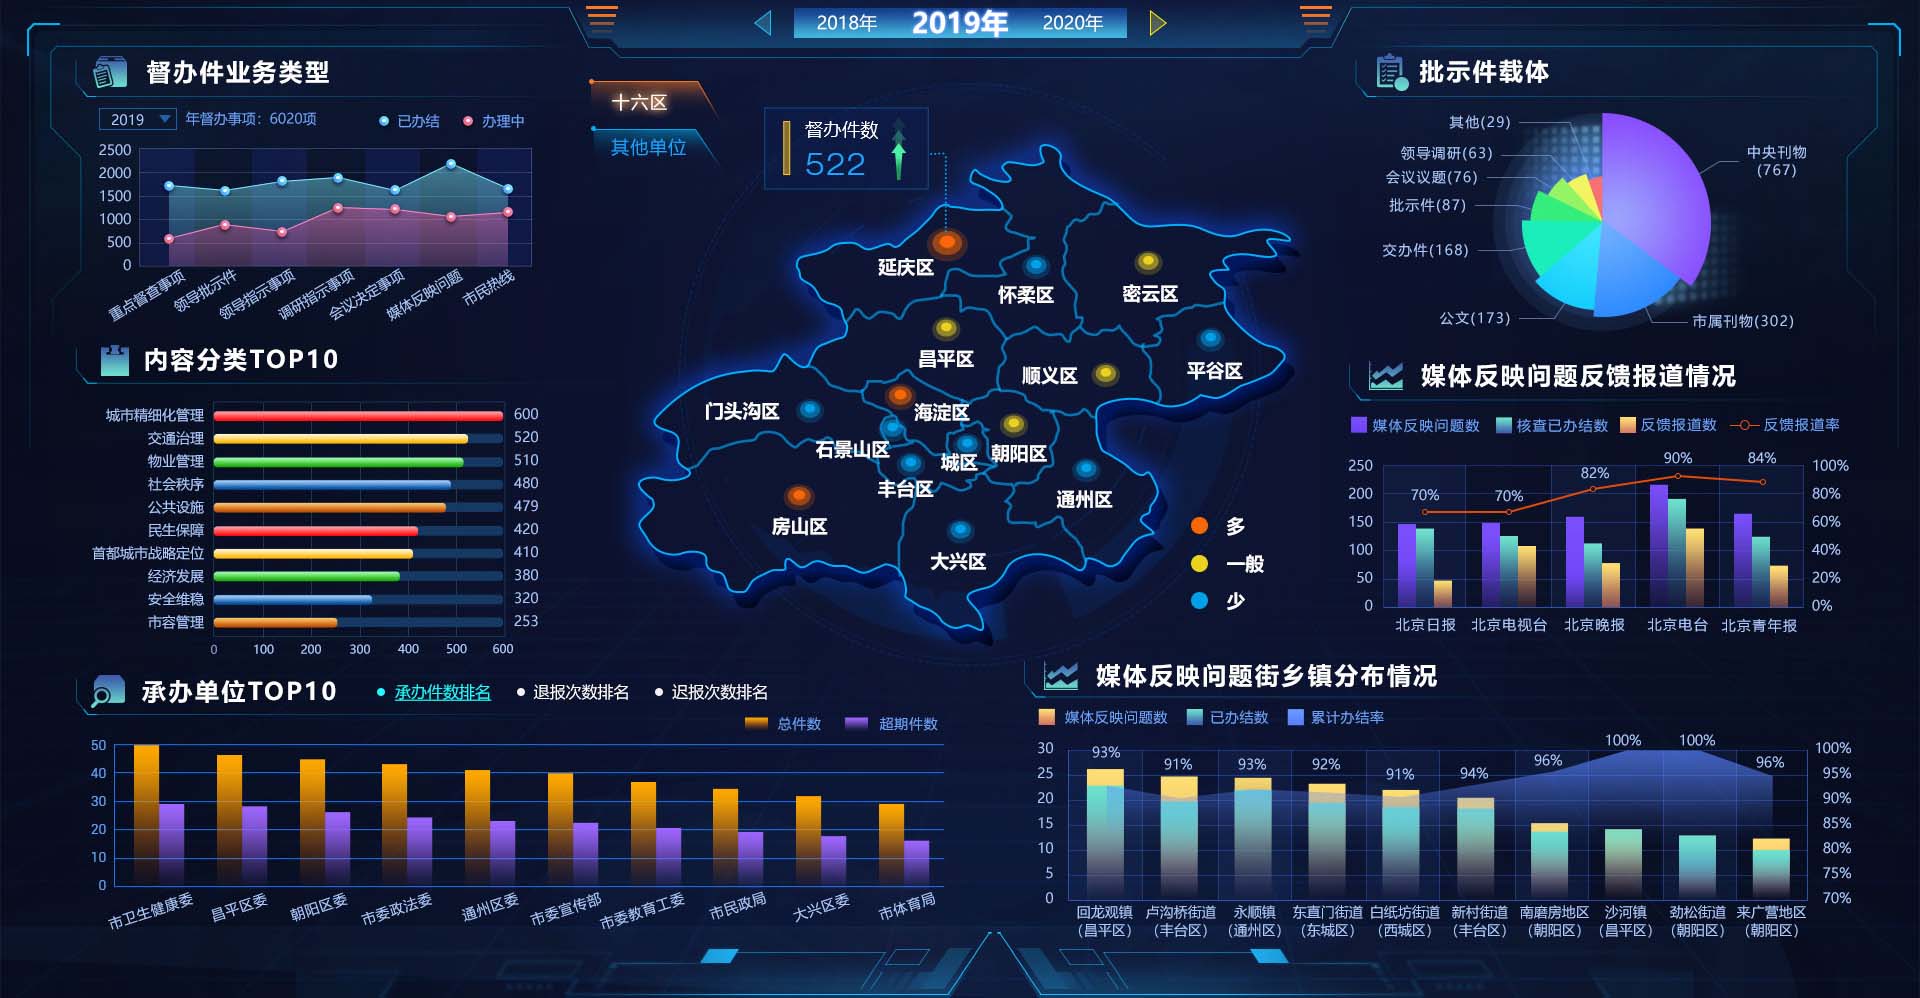 2018年 2019年 2020年
督办件业务类型
2019 年督办事项：6020项
已办结 办理中
2500
2000
1500
1000
500
0
重点督查事项 领导批示件 领导指示事项 调研指示事项 会议决定事项 媒体反映问题 市民热线
内容分类TOP10
城市精细化管理 600
交通治理 520
物业管理 510
社会秩序 480
公共设施 479
民生保障 420
首都城市战略定位 410
经济发展 380
安全维稳 320
市容管理 253
0 100 200 300 400 500 600
承办单位TOP10
承办件数排名 退报次数排名 迟报次数排名
总件数 超期件数
50
40
30
20
10
0
市卫生健康委 昌平区委 朝阳区委 市委政法委 通州区委 市委宣传部 市委教育工委 市民政局 大兴区委 市体育局
十六区
其他单位
督办件数
522
延庆区
怀柔区
密云区
昌平区
顺义区
平谷区
门头沟区
海淀区
石景山区
城区
朝阳区
丰台区
通州区
房山区
大兴区
多
一般
少
批示件载体
其他(29)
领导调研(63)
会议议题(76)
批示件(87)
交办件(168)
公文(173)
中央刊物
(767)
市属刊物(302)
媒体反映问题反馈报道情况
媒体反映问题数 核查已办结数 反馈报道数 反馈报道率
250
200
150
100
50
0
70% 70% 82% 90% 84%
100%
80%
60%
40%
20%
0%
北京日报 北京电视台 北京晚报 北京电台 北京青年报
媒体反映问题街乡镇分布情况
媒体反映问题数 已办结数 累计办结率
30
25
20
15
10
5
0
93% 91% 93% 92% 91% 94% 96% 100% 100% 96%
100%
95%
90%
85%
80%
75%
70%
回龙观镇 卢沟桥街道 永顺镇 东直门街道 白纸坊街道 新村街道 南磨房地区 沙河镇 劲松街道 来广营地区
（昌平区） （丰台区） （通州区） （东城区） （西城区） （丰台区） （朝阳区） （昌平区） （朝阳区） （朝阳区）